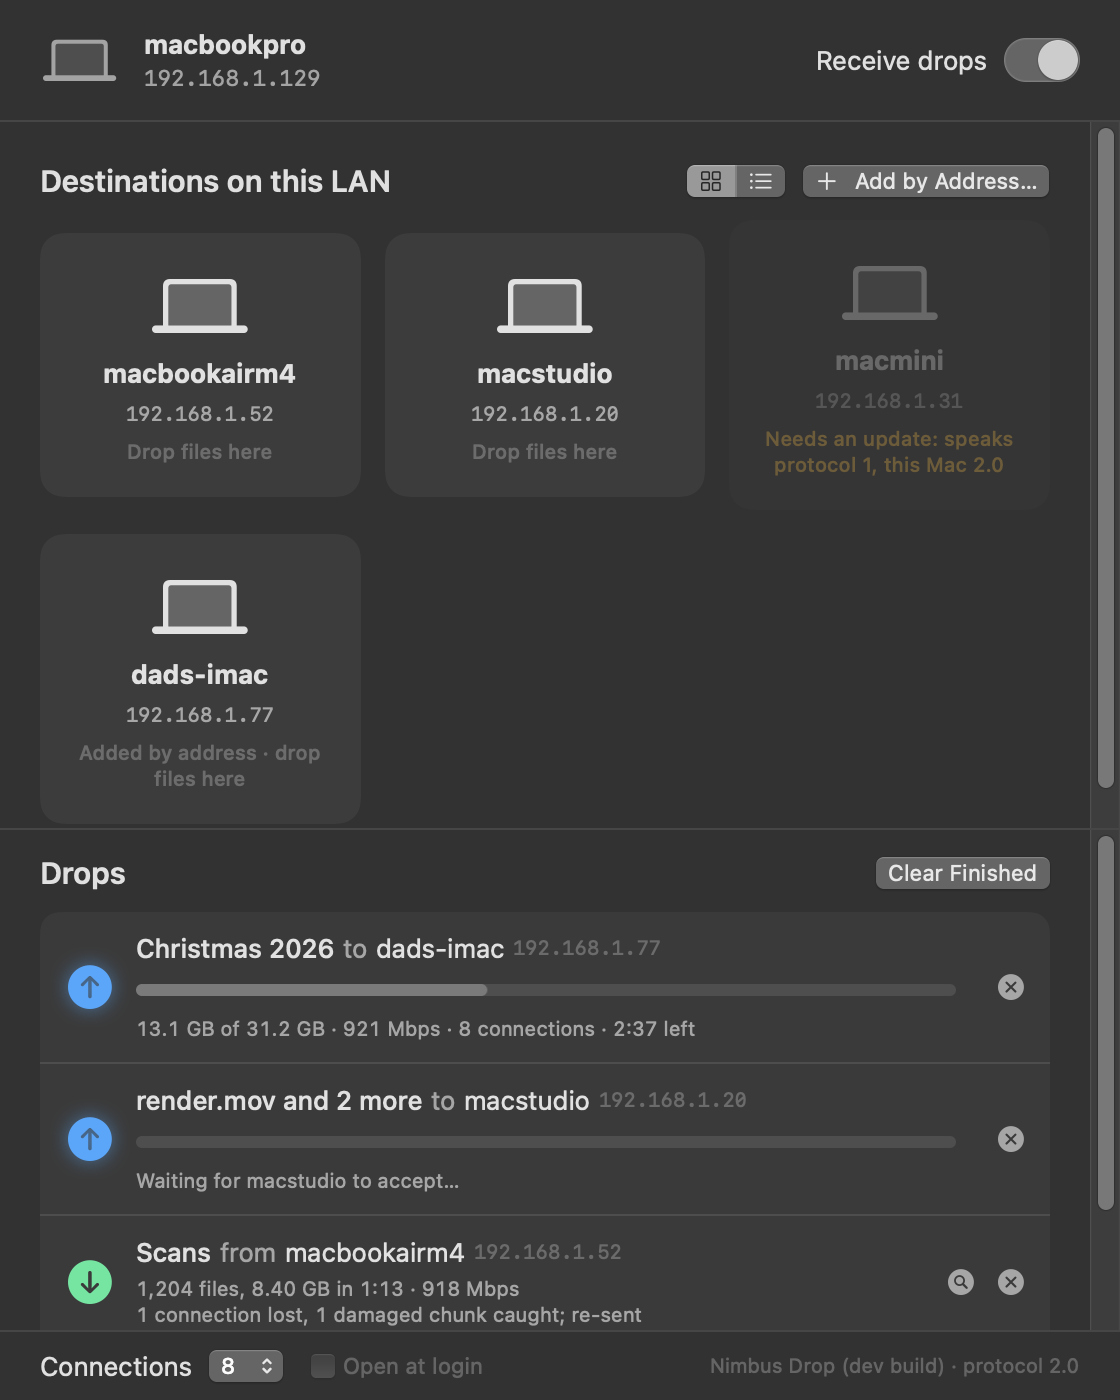 macbookpro
192.168.1.129
Receive drops
Destinations on this LAN
Add by Address...
macbookairm4
192.168.1.52
Drop files here
macstudio
192.168.1.20
Drop files here
macmini
192.168.1.31
Needs an update: speaks
protocol 1, this Mac 2.0
dads-imac
192.168.1.77
Added by address · drop
files here
Drops
Clear Finished
Christmas 2026 to dads-imac 192.168.1.77
13.1 GB of 31.2 GB · 921 Mbps · 8 connections · 2:37 left
render.mov and 2 more to macstudio 192.168.1.20
Waiting for macstudio to accept...
Scans from macbookairm4 192.168.1.52
1,204 files, 8.40 GB in 1:13 · 918 Mbps
1 connection lost, 1 damaged chunk caught; re-sent
Connections 8 Open at login Nimbus Drop (dev build) · protocol 2.0